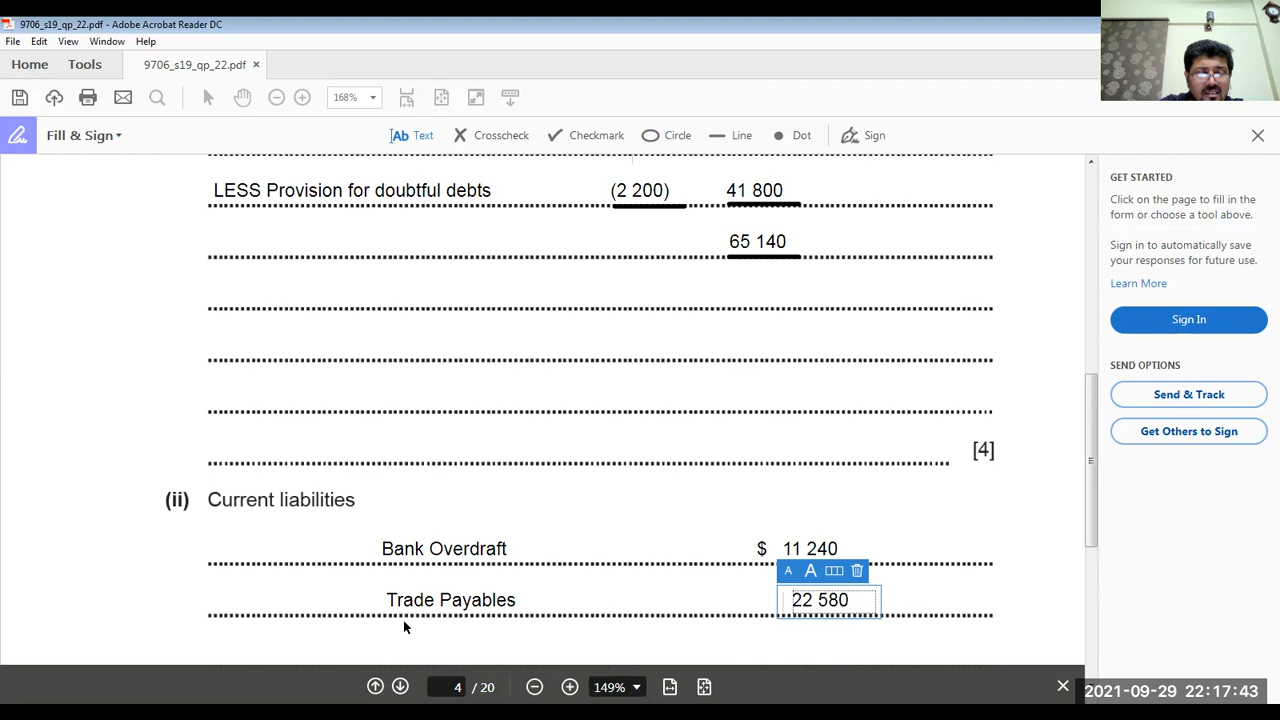 9706_s19_qp_22.pdf - Adobe Acrobat Reader DC
File Edit View Window Help
Home Tools 9706_s19_qp_22.pdf ×
168%
Fill & Sign Ab Text Crosscheck Checkmark Circle Line Dot Sign
LESS Provision for doubtful debts (2 200) 41 800
65 140
[4]
(ii) Current liabilities
Bank Overdraft $ 11 240
A A
Trade Payables 22 580
GET STARTED
Click on the page to fill in the
form or choose a tool above.
Sign in to automatically save
your responses for future use.
Learn More
Sign In
SEND OPTIONS
Send & Track
Get Others to Sign
4 / 20 149%
2021-09-29 22:17:43